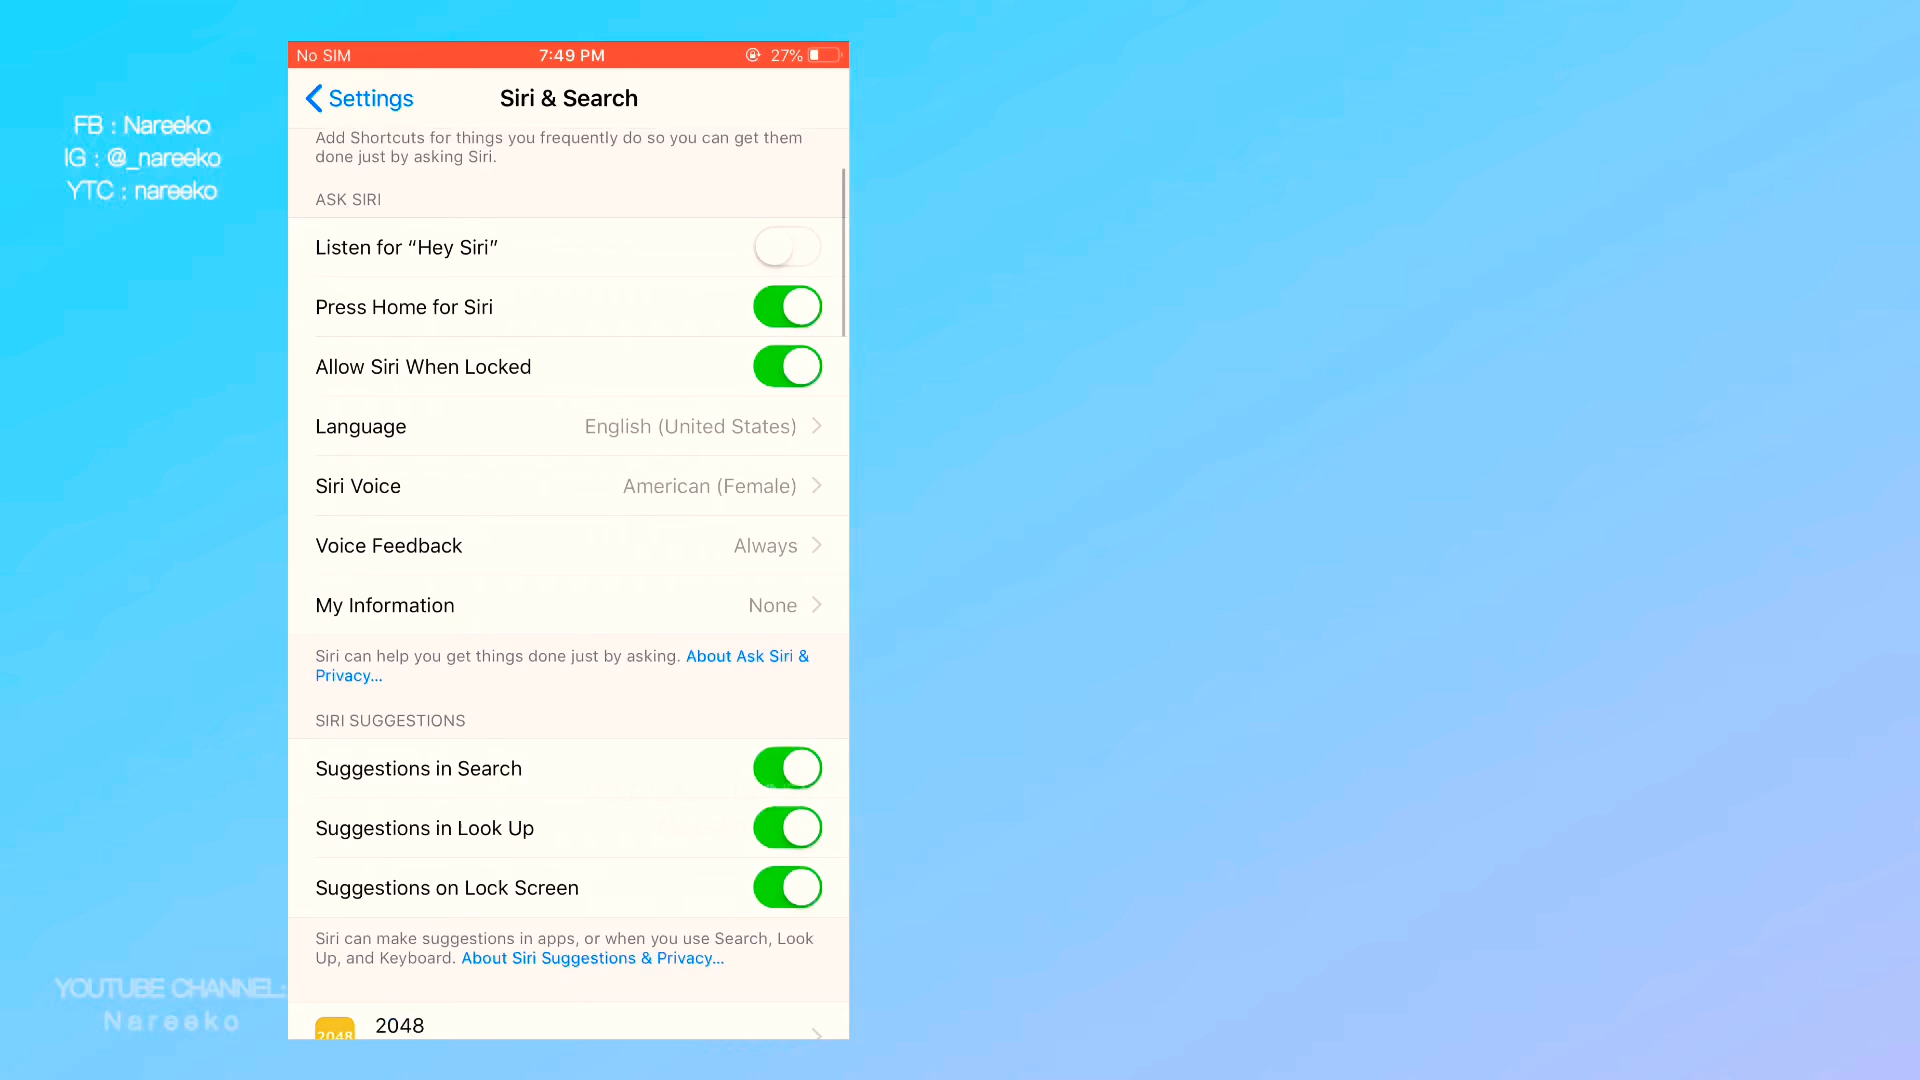 No SIM 7:49 PM 27%
Settings Siri & Search
FB : Nareeko
IG : @_nareeko
YTC : nareeko
Add Shortcuts for things you frequently do so you can get them
done just by asking Siri.
ASK SIRI
Listen for “Hey Siri”
Press Home for Siri
Allow Siri When Locked
Language English (United States)
Siri Voice American (Female)
Voice Feedback Always
My Information None
Siri can help you get things done just by asking. About Ask Siri &
Privacy...
SIRI SUGGESTIONS
Suggestions in Search
Suggestions in Look Up
Suggestions on Lock Screen
Siri can make suggestions in apps, or when you use Search, Look
Up, and Keyboard. About Siri Suggestions & Privacy...
YOUTUBE CHANNEL:
Nareeko
2048
2048